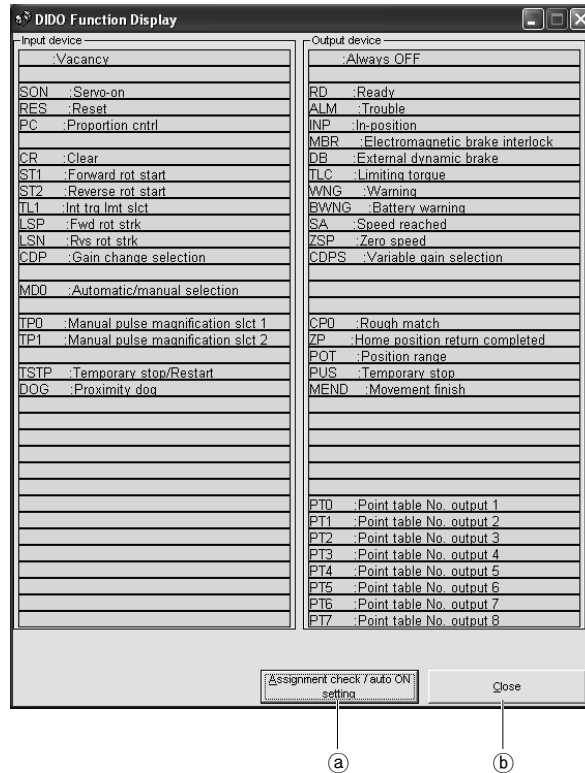 DIDO Function Display
Input device
:Vacancy
SON :Servo-on
RES :Reset
PC :Proportion cntrl
CR :Clear
ST1 :Forward rot start
ST2 :Reverse rot start
TL1 :Int trq lmt slct
LSP :Fwd rot strk
LSN :Rvs rot strk
CDP :Gain change selection
MD0 :Automatic/manual selection
TP0 :Manual pulse magnification slct 1
TP1 :Manual pulse magnification slct 2
TSTP :Temporary stop/Restart
DOG :Proximity dog
Output device
:Always OFF
RD :Ready
ALM :Trouble
INP :In-position
MBR :Electromagnetic brake interlock
DB :External dynamic brake
TLC :Limiting torque
WNG :Warning
BWNG :Battery warning
SA :Speed reached
ZSP :Zero speed
CDPS :Variable gain selection
CP0 :Rough match
ZP :Home position return completed
POT :Position range
PUS :Temporary stop
MEND :Movement finish
PT0 :Point table No. output 1
PT1 :Point table No. output 2
PT2 :Point table No. output 3
PT3 :Point table No. output 4
PT4 :Point table No. output 5
PT5 :Point table No. output 6
PT6 :Point table No. output 7
PT7 :Point table No. output 8
Assignment check / auto ON
setting
Close
ⓐ
ⓑ